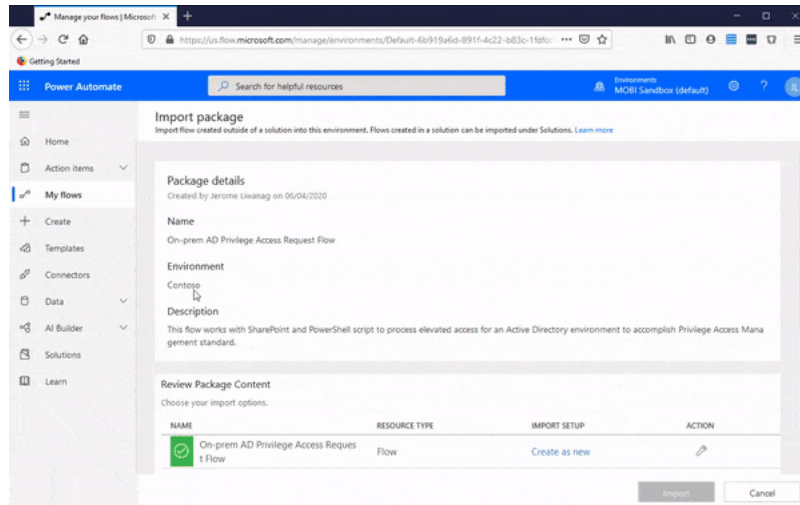 Manage your flows | Microsoft
https://us.flow.microsoft.com/manage/environments/Default-6b919a6d-891f-4c22-b83c-
Getting Started
Power Automate
Search for helpful resources
Environments
MOBI Sandbox (default)
JL
Import package
Import flow created outside of a solution into this environment. Flows created in a solution can be imported under Solutions. Learn more
Home
Action items
My flows
Create
Templates
Connectors
Data
AI Builder
Solutions
Learn
Package details
Created by Jerome Liwanag on 06/04/2020
Name
On-prem AD Privilege Access Request Flow
Environment
Contoso
Description
This flow works with SharePoint and PowerShell script to process elevated access for an Active Directory environment to accomplish Privilege Access Mana
gement standard.
Review Package Content
Choose your import options.
NAME RESOURCE TYPE IMPORT SETUP ACTION
On-prem AD Privilege Access Reques
t Flow
Flow
Create as new
Import
Cancel